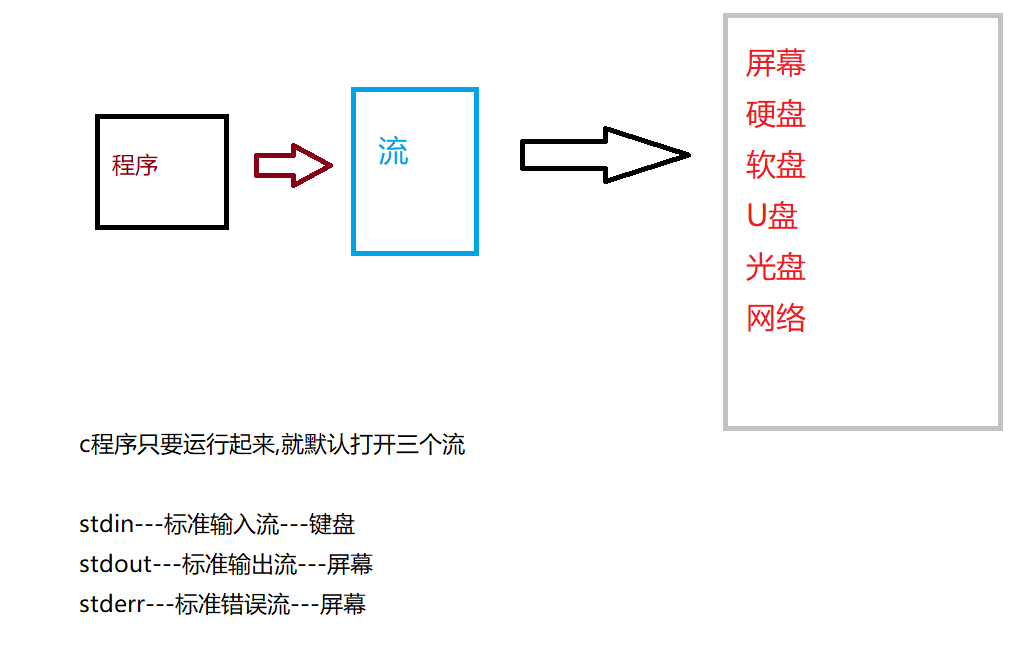 程序
流
屏幕
硬盘
软盘
U盘
光盘
网络
c程序只要运行起来,就默认打开三个流
stdin---标准输入流---键盘
stdout---标准输出流---屏幕
stderr---标准错误流---屏幕